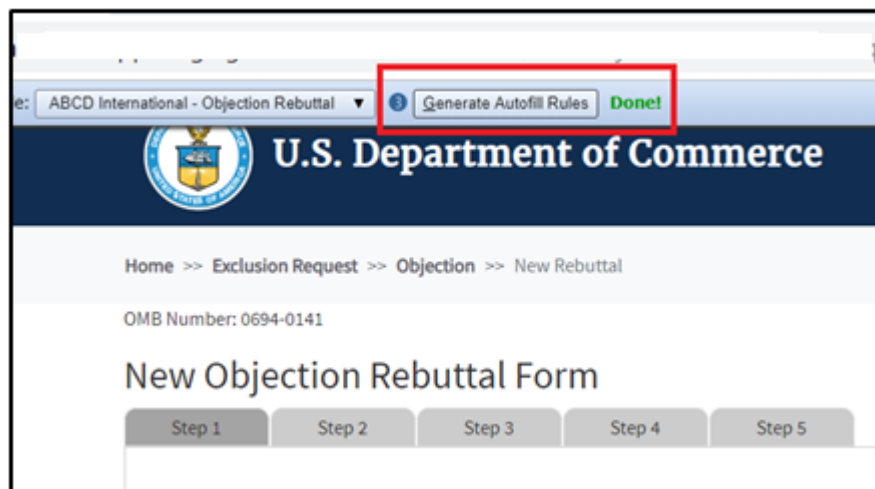 e: ABCD International - Objection Rebuttal ▼ 3 Generate Autofill Rules Done!
U.S. Department of Commerce
Home >> Exclusion Request >> Objection >> New Rebuttal
OMB Number: 0694-0141
New Objection Rebuttal Form
Step 1 Step 2 Step 3 Step 4 Step 5